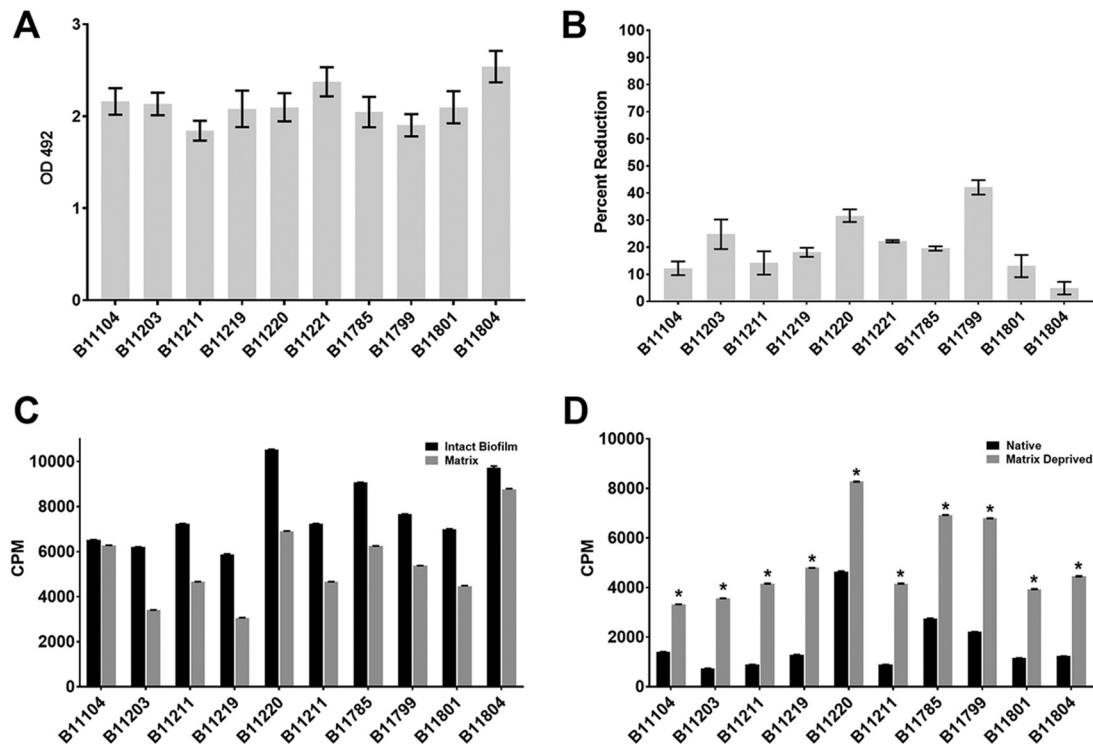 A
OD 492
3
2
1
0
B11104 B11203 B11211 B11219 B11220 B11221 B11785 B11799 B11801 B11804
B
Percent Reduction
100
90
80
70
60
50
40
30
20
10
0
B11104 B11203 B11211 B11219 B11220 B11221 B11785 B11799 B11801 B11804
C
CPM
Intact Biofilm
Matrix
10000
8000
6000
4000
2000
0
B11104 B11203 B11211 B11219 B11220 B11211 B11785 B11799 B11801 B11804
D
CPM
Native
Matrix Deprived
10000
8000
6000
4000
2000
0
* * * * * * * * * *
B11104 B11203 B11211 B11219 B11220 B11211 B11785 B11799 B11801 B11804